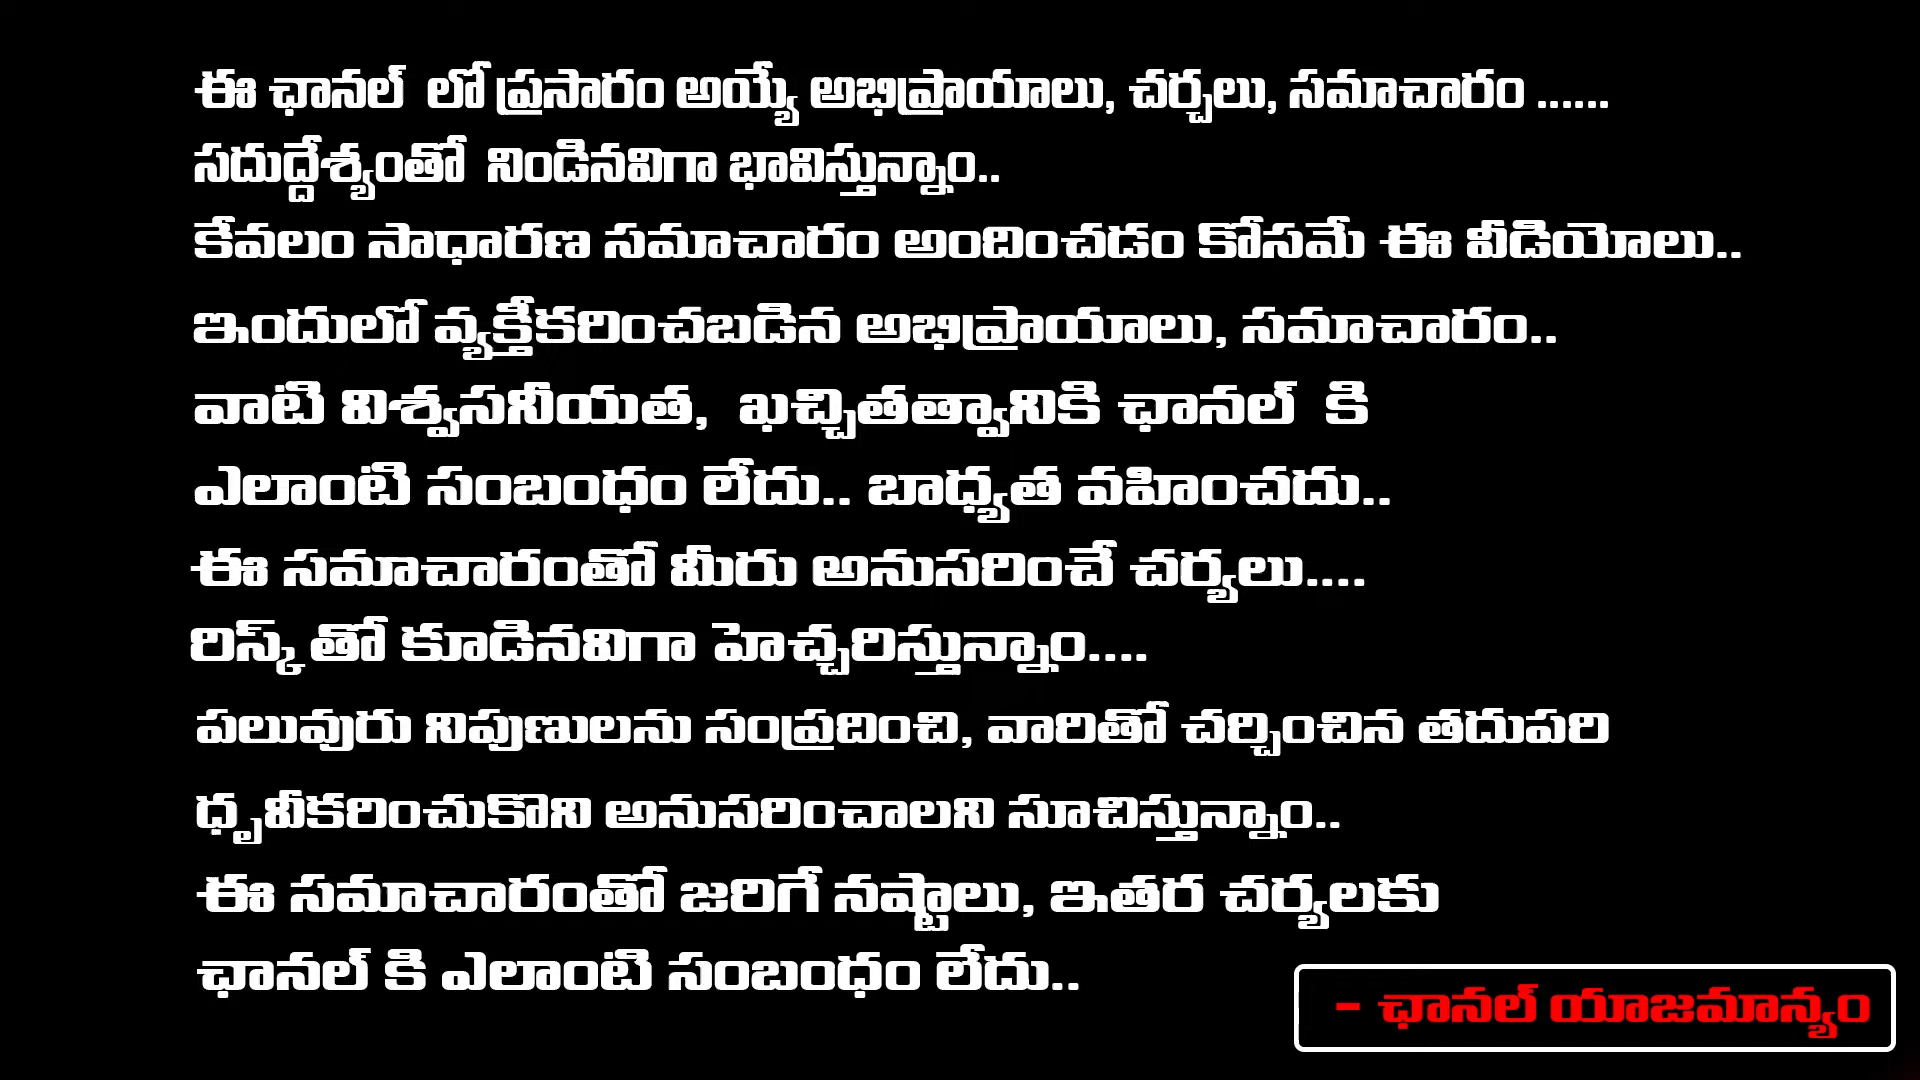 ఈ ఛానల్ లో ప్రసారం అయ్యే అభిప్రాయాలు, చర్చలు, సమాచారం ......
సదుద్దేశ్యంతో నిండినవిగా భావిస్తున్నాం..
కేవలం సాధారణ సమాచారం అందించడం కోసమే ఈ వీడియోలు..
ఇందులో వ్యక్తీకరించబడిన అభిప్రాయాలు, సమాచారం..
వాటి విశ్వసనీయత, ఖచ్చితత్వానికి ఛానల్ కి
ఎలాంటి సంబంధం లేదు.. బాధ్యత వహించదు..
ఈ సమాచారంతో మీరు అనుసరించే చర్యలు....
రిస్క్ తో కూడినవిగా హెచ్చరిస్తున్నాం....
పలువురు నిపుణులను సంప్రదించి, వారితో చర్చించిన తదుపరి
ధృవీకరించుకొని అనుసరించాలని సూచిస్తున్నాం..
ఈ సమాచారంతో జరిగే నష్టాలు, ఇతర చర్యలకు
ఛానల్ కి ఎలాంటి సంబంధం లేదు..
- ఛానల్ యాజమాన్యం